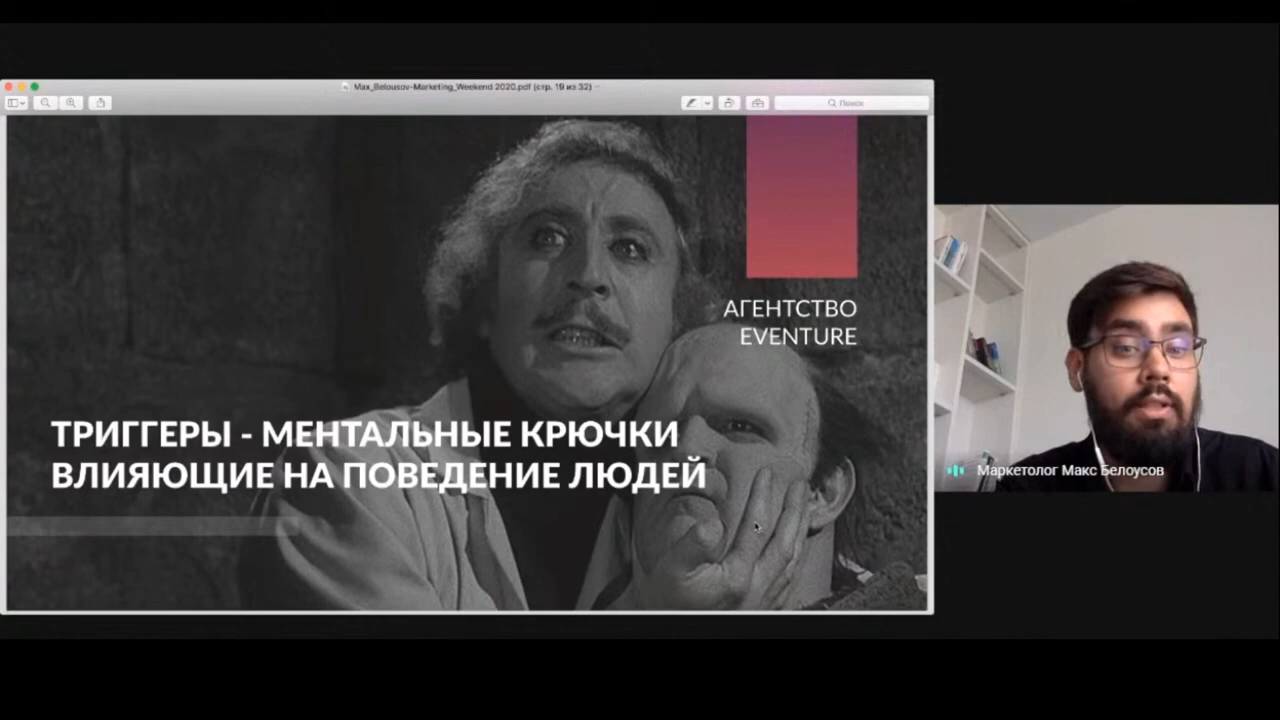 Max_Belousov-Marketing_Weekend 2020.pdf (стр. 19 из 32)
Поиск
АГЕНТСТВО
EVENTURE
ТРИГГЕРЫ - МЕНТАЛЬНЫЕ КРЮЧКИ
ВЛИЯЮЩИЕ НА ПОВЕДЕНИЕ ЛЮДЕЙ
Маркетолог Макс Белоусов